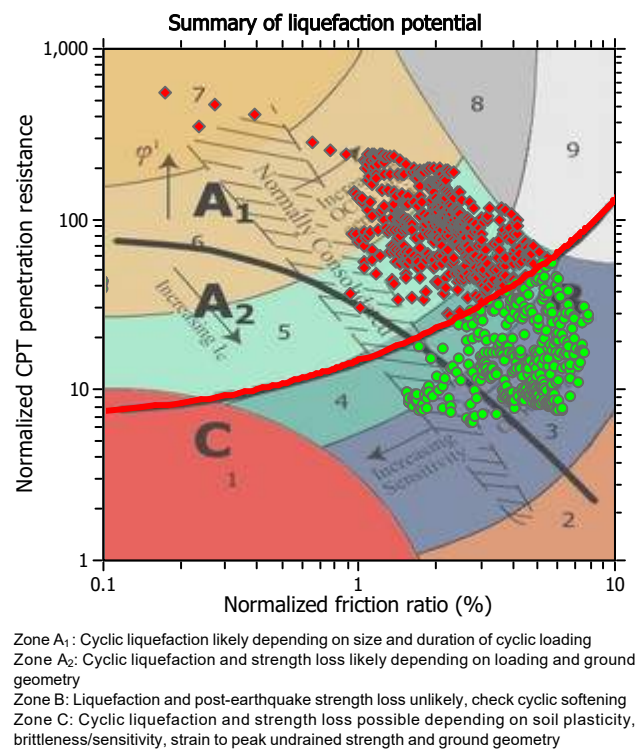 Summary of liquefaction potential
Normalized CPT penetration resistance
1,000
100
10
1
7
8
9
φ'
A1
Normally Consolidated
6
A2
Increasing Ic
5
4
C
1
3
Increasing
Sensitivity
2
0.1
1
10
Normalized friction ratio (%)
Zone A1: Cyclic liquefaction likely depending on size and duration of cyclic loading
Zone A2: Cyclic liquefaction and strength loss likely depending on loading and ground
geometry
Zone B: Liquefaction and post-earthquake strength loss unlikely, check cyclic softening
Zone C: Cyclic liquefaction and strength loss possible depending on soil plasticity,
brittleness/sensitivity, strain to peak undrained strength and ground geometry